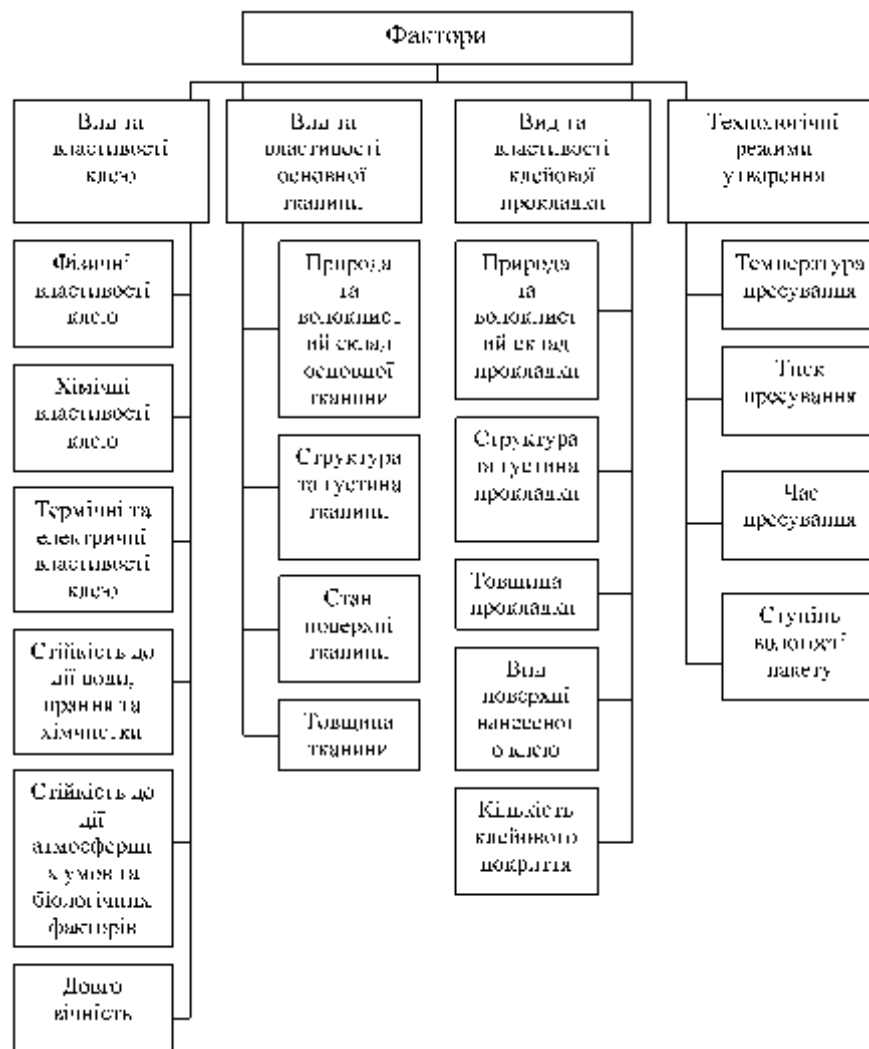 Фактори
Вид та
властивості
клею
Вид та
властивості
основної
тканини
Вид та
властивості
клейової
прокладки
Технологічні
режими
утворення
Фізичні
властивості
клею
Хімічні
властивості
клею
Термічні та
електричні
властивості
клею
Стійкість до
дії води,
прання та
хімчистки
Стійкість до
дії
атмосферни
х умов та
біологічних
факторів
Довго
вічність
Природа
та
волокнист
ий склад
основної
тканини
Структура
та густина
тканини
Стан
поверхні
тканини
Товщина
тканини
Природа
та
волокнист
ий склад
прокладки
Структура
та густина
прокладки
Товщина
прокладки
Вид
поверхні
нанесеног
о клею
Кількість
клейового
покриття
Температура
пресування
Тиск
пресування
Час
пресування
Ступінь
вологості
пакету